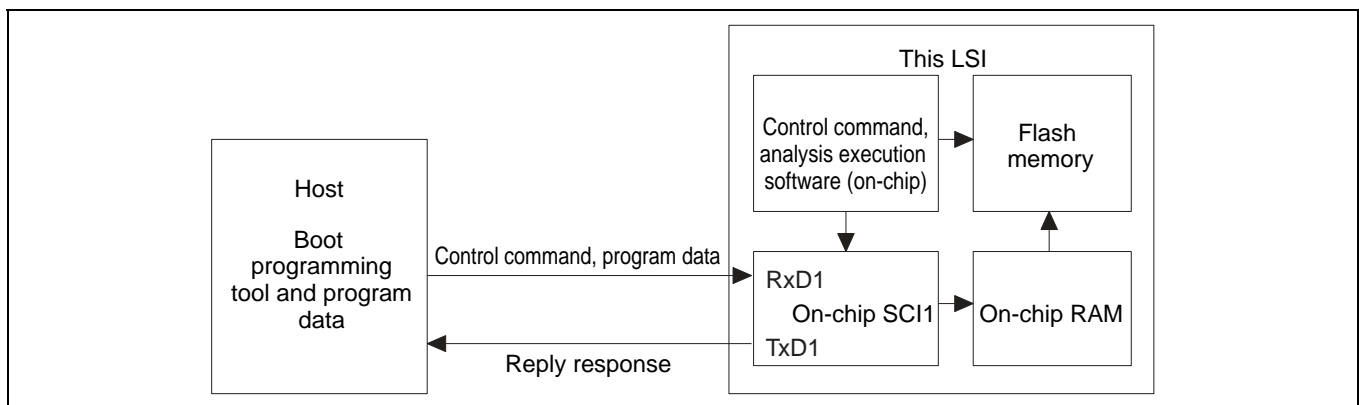 This LSI
Control command,
analysis execution
software (on-chip)
Flash
memory
Host
Boot
programming
tool and program
data
Control command, program data
RxD1
On-chip SCI1
TxD1
On-chip RAM
Reply response